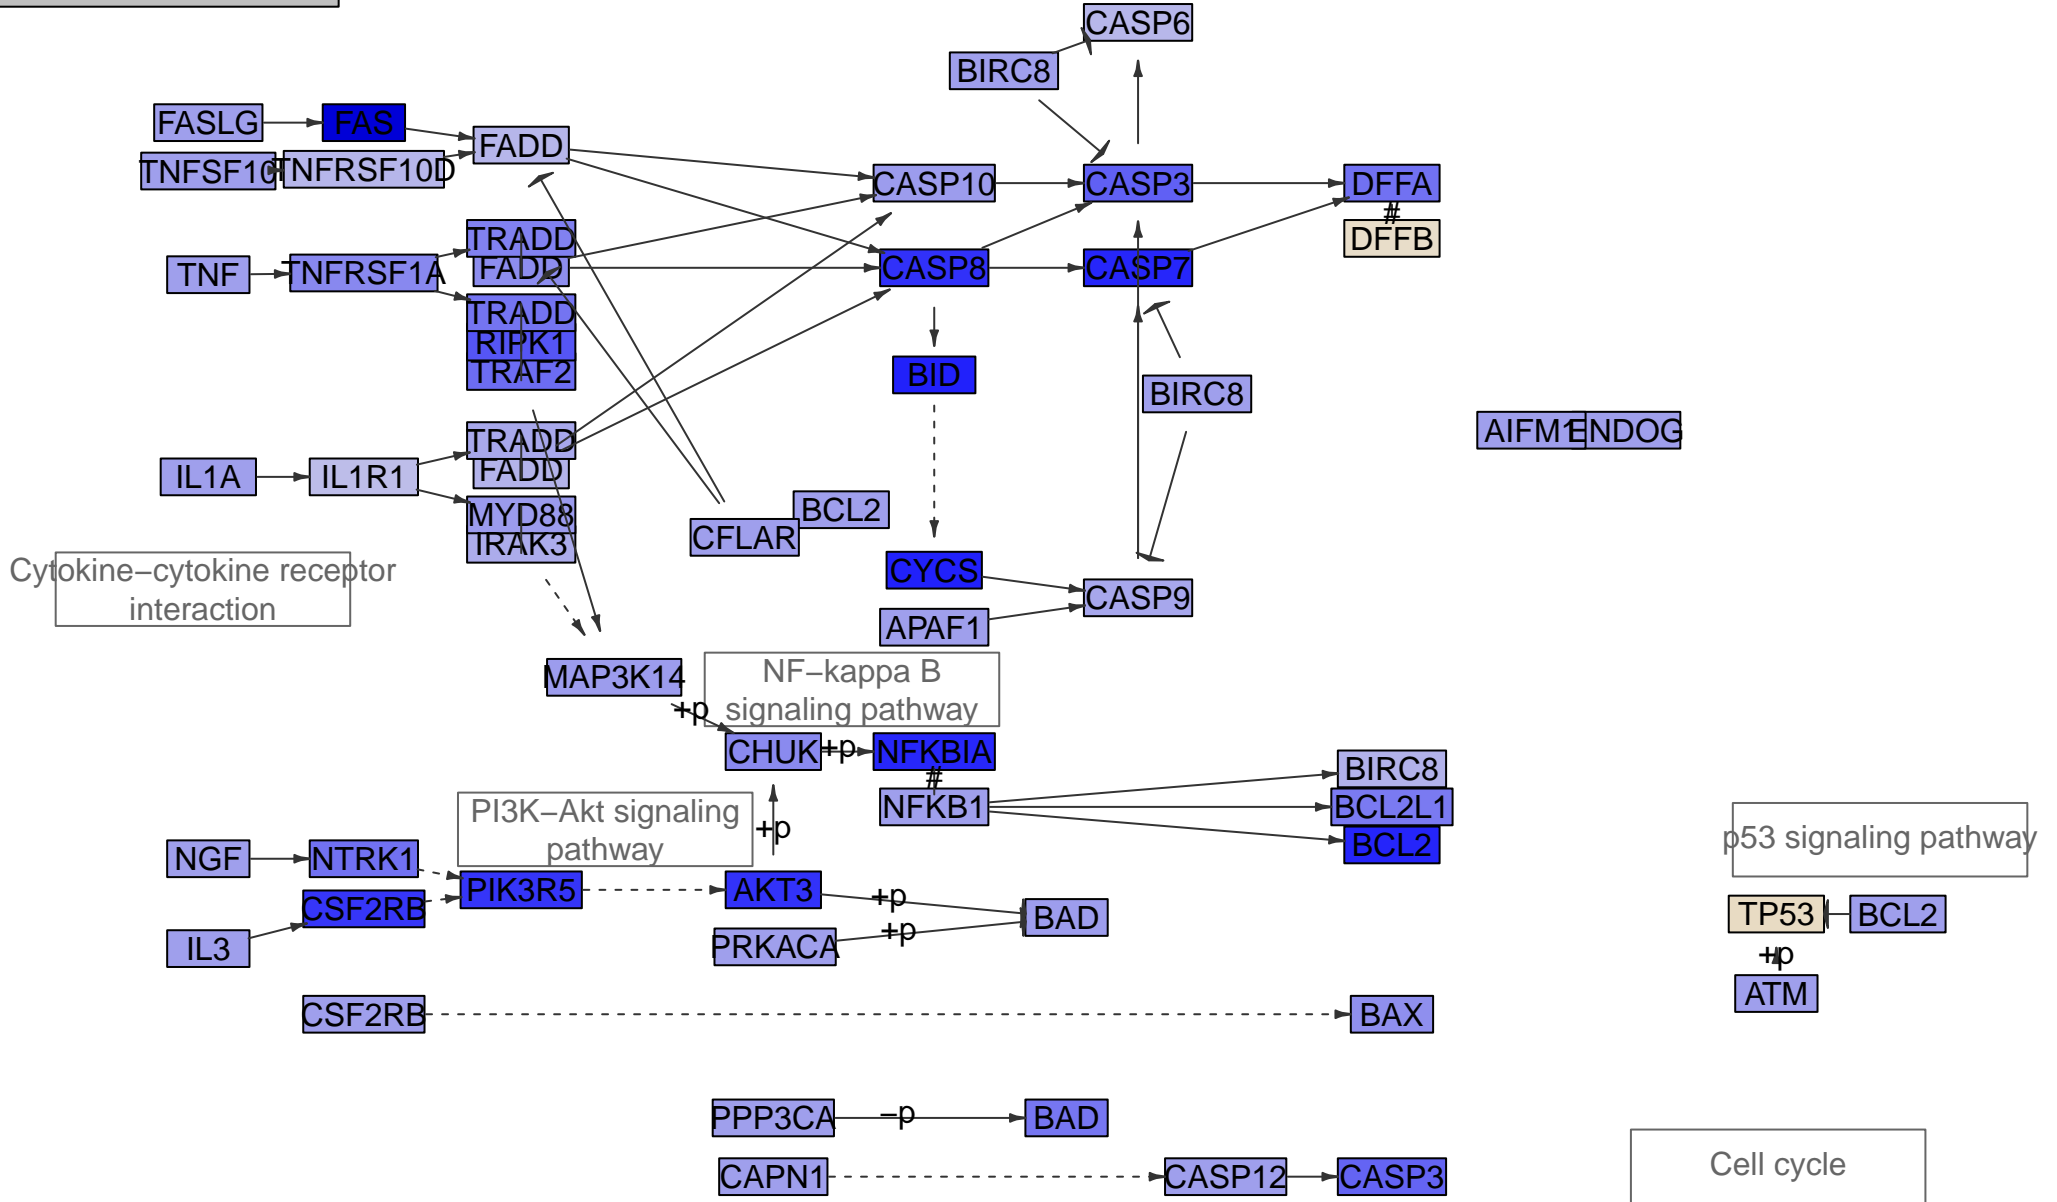 CASP6
BIRC8
FASLG
FAS
FADD
TNFSF10
TNFRSF10D
CASP10
CASP3
DFFA
#
DFFB
TRADD
FADD
TNF
TNFRSF1A
CASP8
CASP7
TRADD
RIPK1
TRAF2
BID
BIRC8
AIFM1
ENDOG
TRADD
FADD
IL1A
IL1R1
MYD88
IRAK3
BCL2
CFLAR
Cytokine−cytokine receptor
interaction
CYCS
CASP9
APAF1
MAP3K14
NF−kappa B
signaling pathway
+p
CHUK
+p
NFKBIA
#
NFKB1
BIRC8
BCL2L1
BCL2
PI3K−Akt signaling
pathway
+p
p53 signaling pathway
NGF
NTRK1
PIK3R5
AKT3
+p
CSF2RB
BAD
TP53
BCL2
+p
IL3
PRKACA
+p
ATM
CSF2RB
BAX
PPP3CA
−p
BAD
CAPN1
CASP12
CASP3
Cell cycle